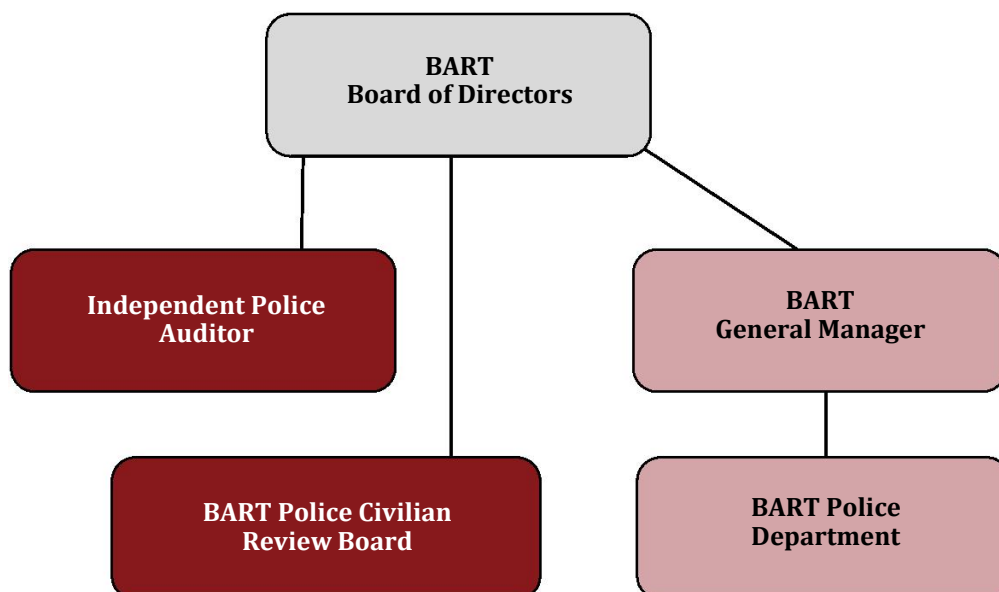 BART
Board of Directors
Independent Police
Auditor
BART
General Manager
BART Police Civilian
Review Board
BART Police
Department